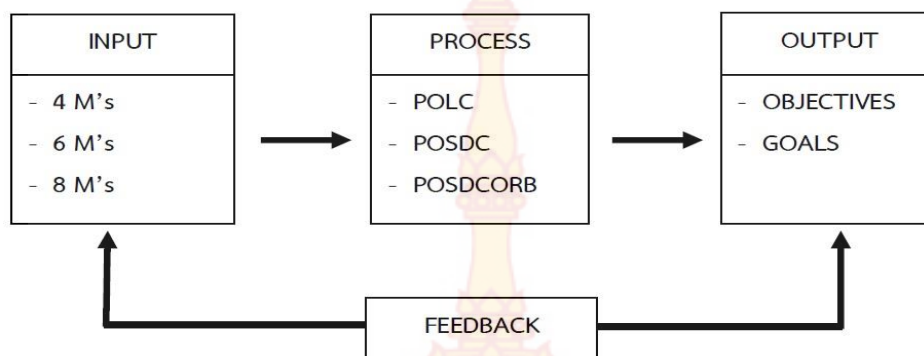 INPUT
- 4 M's
- 6 M's
- 8 M's
PROCESS
- POLC
- POSDC
- POSDCORB
OUTPUT
- OBJECTIVES
- GOALS
FEEDBACK